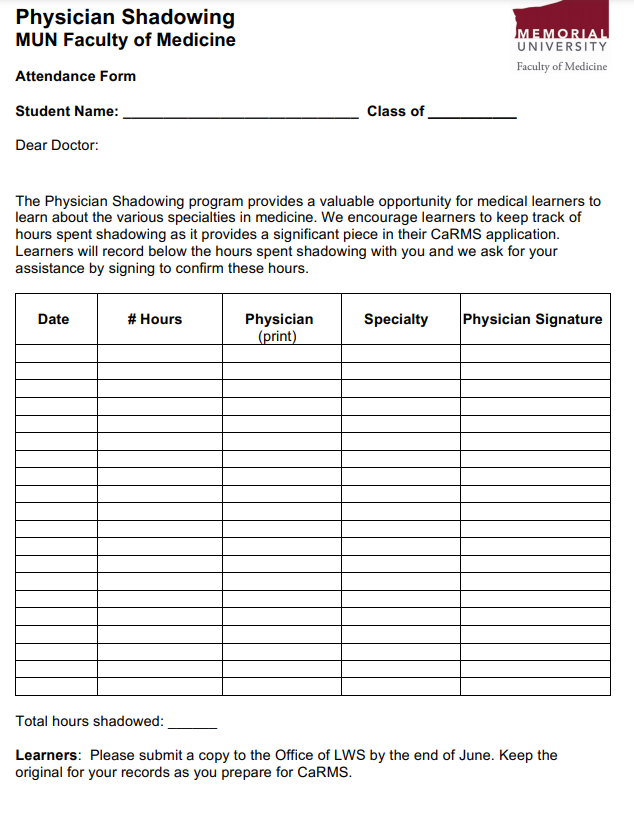 Physician Shadowing
MUN Faculty of Medicine
MEMORIAL
UNIVERSITY
Faculty of Medicine
Attendance Form
Student Name: _____________________________ Class of ___________
Dear Doctor:
The Physician Shadowing program provides a valuable opportunity for medical learners to
learn about the various specialties in medicine. We encourage learners to keep track of
hours spent shadowing as it provides a significant piece in their CaRMS application.
Learners will record below the hours spent shadowing with you and we ask for your
assistance by signing to confirm these hours.
Date # Hours Physician Specialty Physician Signature
(print)
Total hours shadowed: ______
Learners: Please submit a copy to the Office of LWS by the end of June. Keep the
original for your records as you prepare for CaRMS.